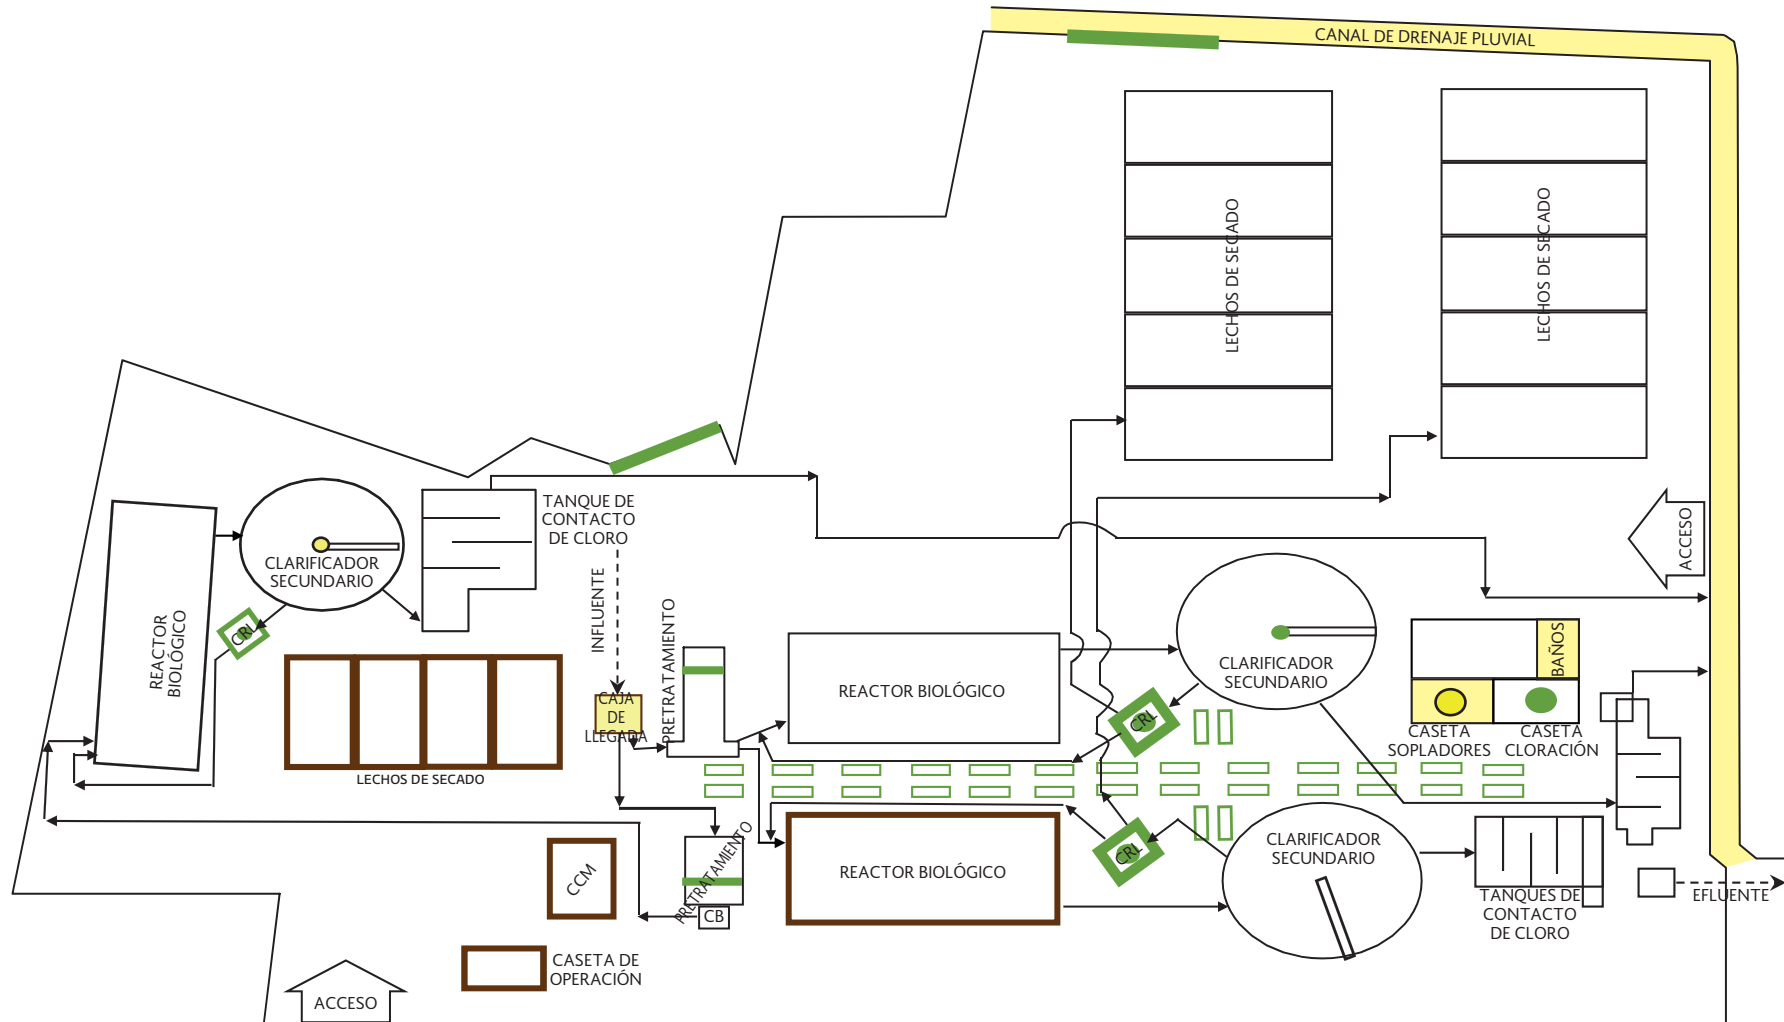 CANAL DE DRENAJE PLUVIAL
LECHOS DE SECADO
LECHOS DE SECADO
ACCESO
TANQUE DE
CONTACTO
DE CLORO
CLARIFICADOR
SECUNDARIO
REACTOR
BIOLÓGICO
CRL
INFLUENTE
PRETRATAMIENTO
CAJA
DE
LLEGADA
LECHOS DE SECADO
REACTOR BIOLÓGICO
CLARIFICADOR
SECUNDARIO
CRL
BAÑOS
CASETA
SOPLADORES
CASETA
CLORACIÓN
CCM
PRETRATAMIENTO
CB
REACTOR BIOLÓGICO
CRL
CLARIFICADOR
SECUNDARIO
TANQUES DE
CONTACTO
DE CLORO
EFLUENTE
CASETA DE
OPERACIÓN
ACCESO